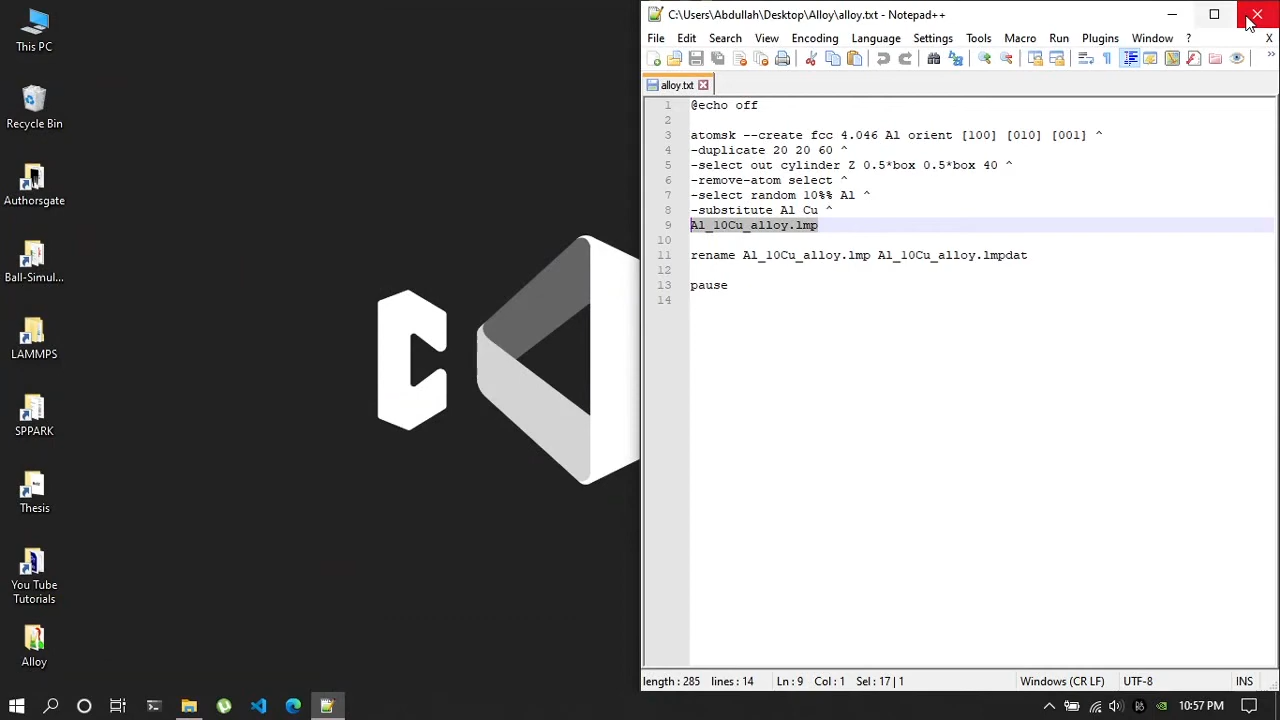 This PC
Recycle Bin
Authorsgate
Ball-Simul...
LAMMPS
SPPARK
Thesis
You Tube
Tutorials
Alloy
C:\Users\Abdullah\Desktop\Alloy\alloy.txt - Notepad++
File Edit Search View Encoding Language Settings Tools Macro Run Plugins Window ? X
alloy.txt
1 @echo off
2
3 atomsk --create fcc 4.046 Al orient [100] [010] [001] ^
4 -duplicate 20 20 60 ^
5 -select out cylinder Z 0.5*box 0.5*box 40 ^
6 -remove-atom select ^
7 -select random 10%% Al ^
8 -substitute Al Cu ^
9 Al_10Cu_alloy.lmp
10
11 rename Al_10Cu_alloy.lmp Al_10Cu_alloy.lmpdat
12
13 pause
14
length : 285 lines : 14 Ln : 9 Col : 1 Sel : 17 | 1 Windows (CR LF) UTF-8 INS
10:57 PM